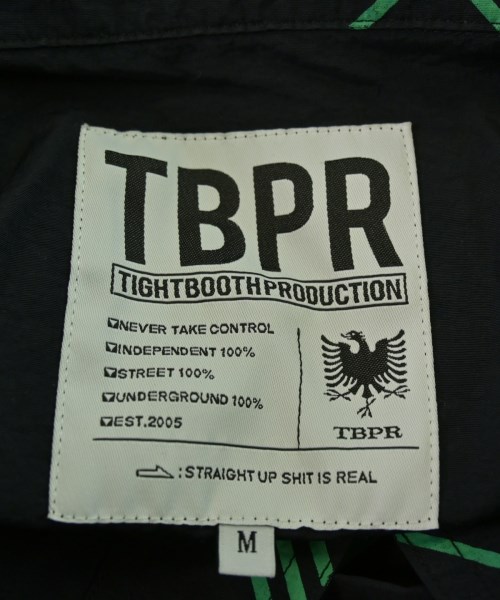 TBPR
TIGHTBOOTH PRODUCTION
NEVER TAKE CONTROL
INDEPENDENT 100%
STREET 100%
UNDERGROUND 100%
EST.2005
TBPR
:STRAIGHT UP SHIT IS REAL
M